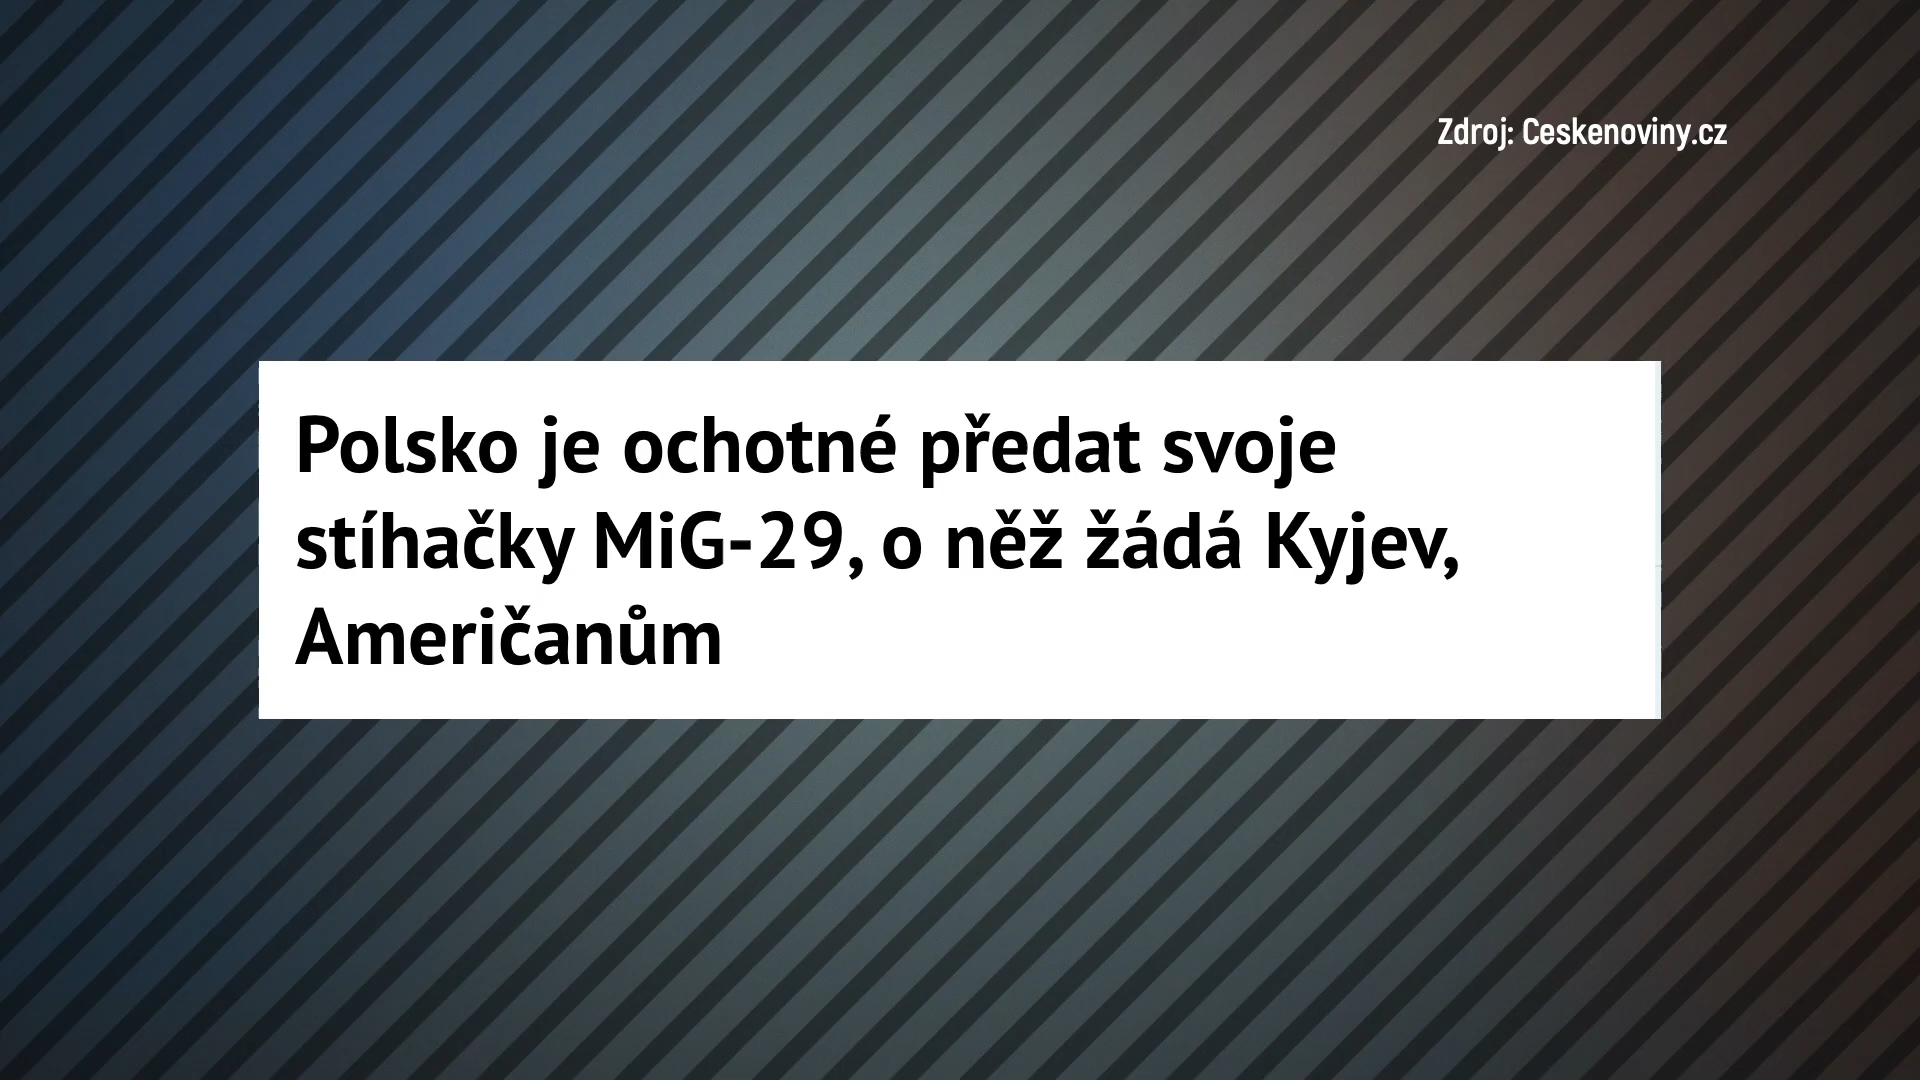 Zdroj: Ceskenoviny.cz
Polsko je ochotné předat svoje
stíhačky MiG-29, o něž žádá Kyjev,
Američanům